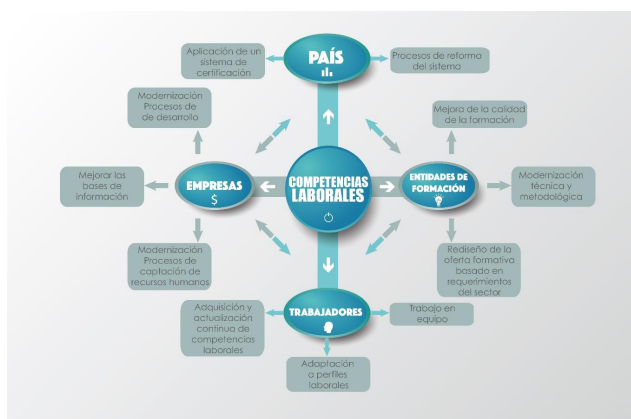 PAÍS
Aplicación de un
sistema de
certificación
Procesos de reforma
del sistema
Modernización
Procesos de
de desarrollo
Mejora de la calidad
de la formación
Mejorar las
bases de
información
EMPRESAS
$
COMPETENCIAS
LABORALES
ENTIDADES DE
FORMACIÓN
Modernización
técnica y
metodológica
Modernización
Procesos de
captación de
recursos humanos
Rediseño de la
oferta formativa
basado en
requerimientos
del sector
Adquisición y
actualización
continua de
competencias
laborales
TRABAJADORES
Trabajo en
equipo
Adaptación
a perfiles
laborales